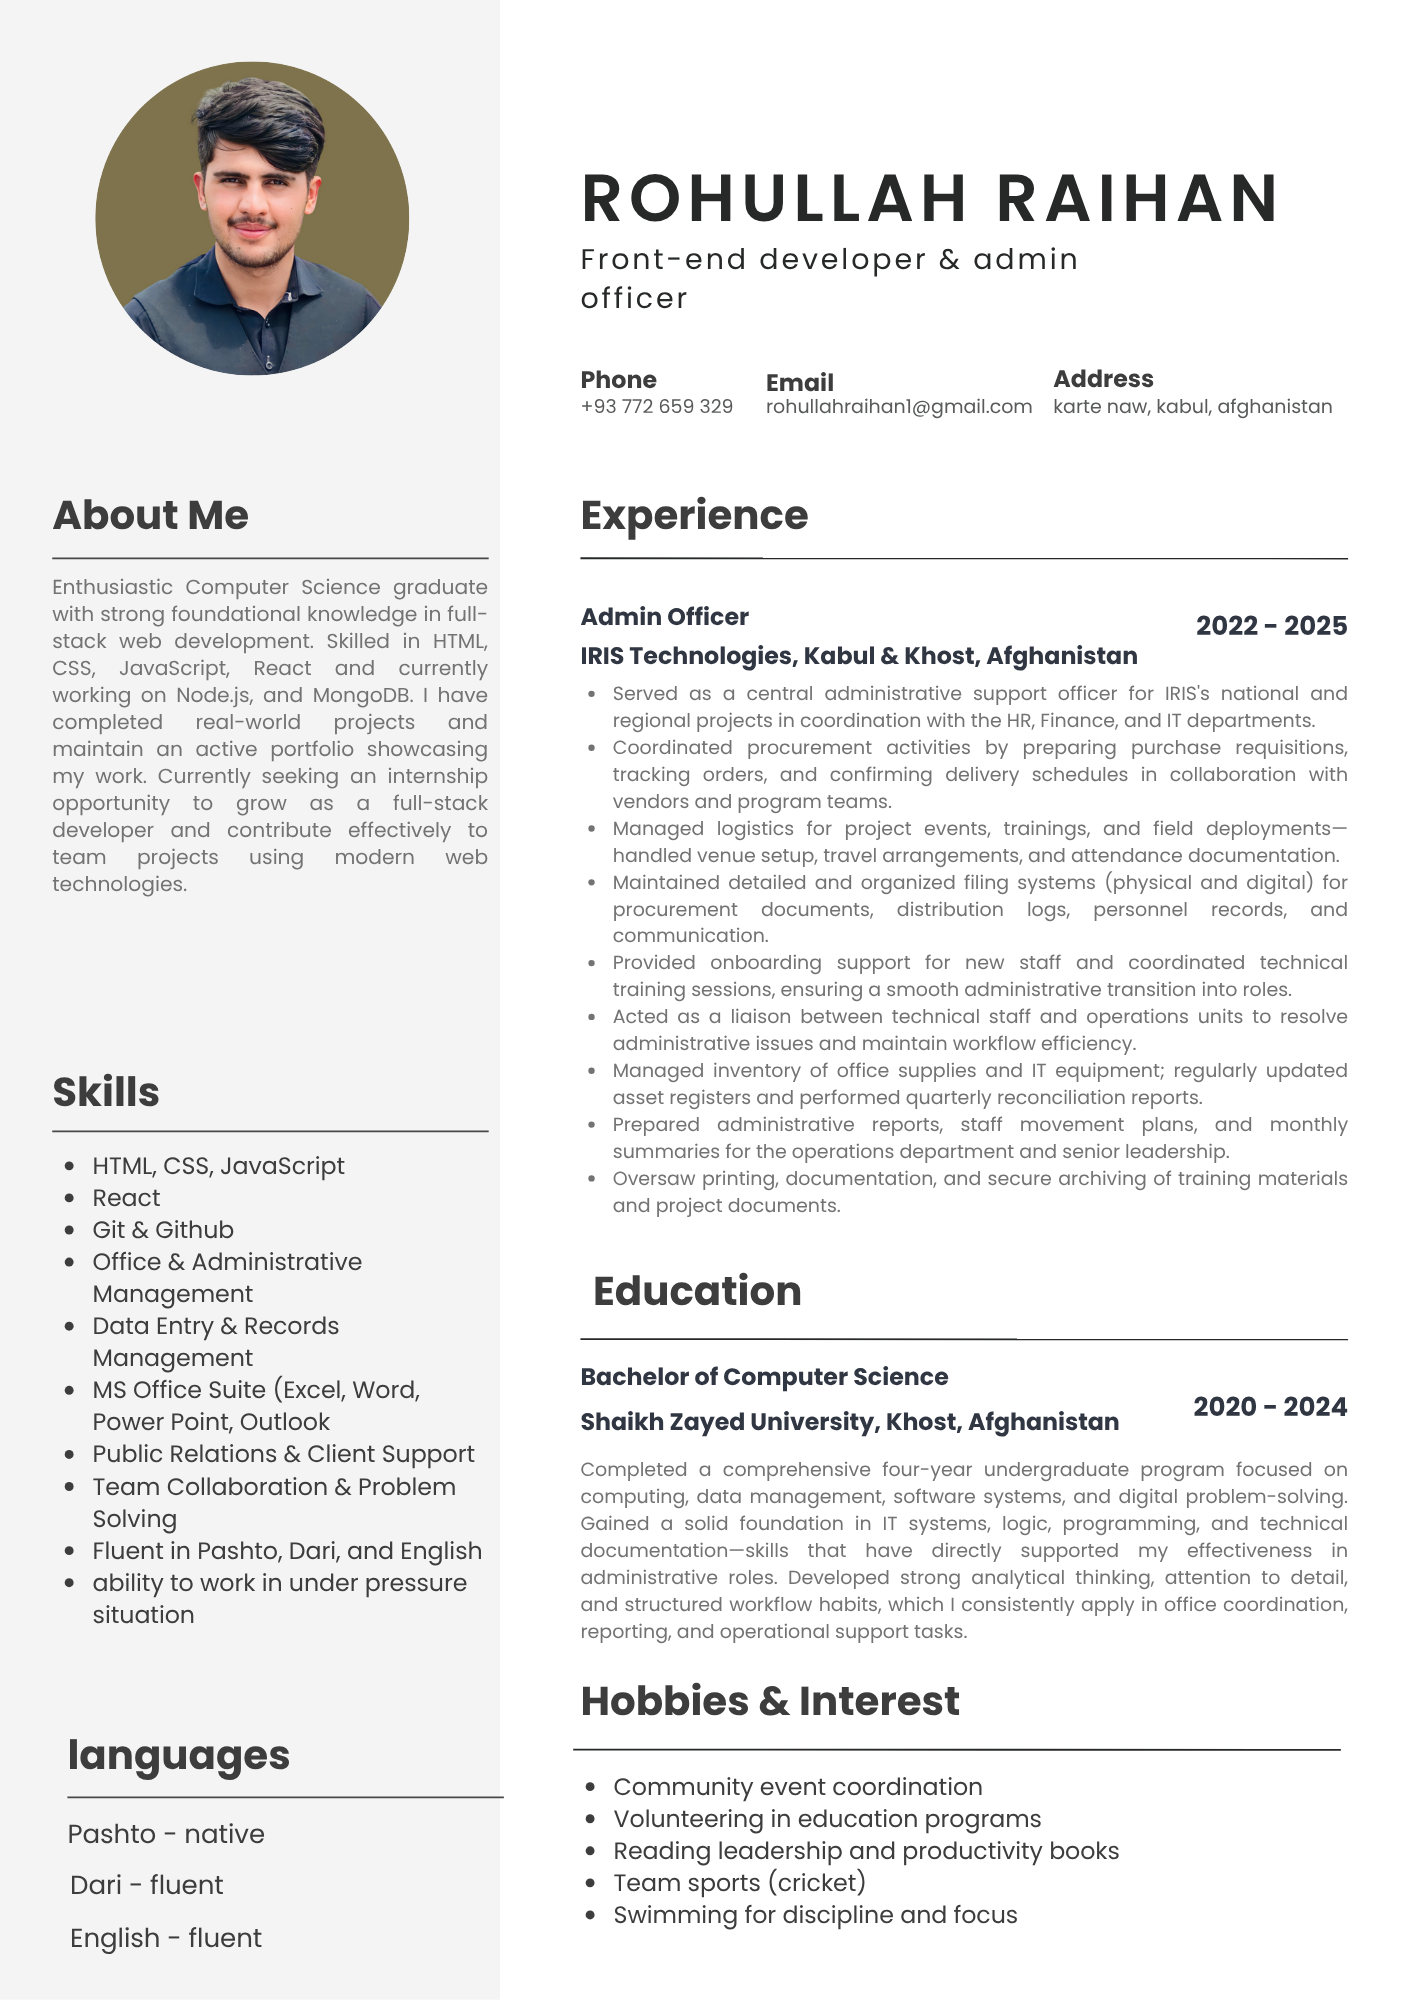 ROHULLAH RAIHAN
Front-end developer & admin
officer
Phone
+93 772 659 329
Email
rohullahraihan1@gmail.com
Address
karte naw, kabul, afghanistan
About Me
Enthusiastic Computer Science graduate
with strong foundational knowledge in full-
stack web development. Skilled in HTML,
CSS, JavaScript, React and currently
working on Node.js, and MongoDB. I have
completed real-world projects and
maintain an active portfolio showcasing
my work. Currently seeking an internship
opportunity to grow as a full-stack
developer and contribute effectively to
team projects using modern web
technologies.
Skills
• HTML, CSS, JavaScript
• React
• Git & Github
• Office & Administrative
Management
• Data Entry & Records
Management
• MS Office Suite (Excel, Word,
Power Point, Outlook
• Public Relations & Client Support
• Team Collaboration & Problem
Solving
• Fluent in Pashto, Dari, and English
• ability to work in under pressure
situation
languages
Pashto - native
Dari - fluent
English - fluent
Experience
Admin Officer
2022 - 2025
IRIS Technologies, Kabul & Khost, Afghanistan
• Served as a central administrative support officer for IRIS's national and
regional projects in coordination with the HR, Finance, and IT departments.
• Coordinated procurement activities by preparing purchase requisitions,
tracking orders, and confirming delivery schedules in collaboration with
vendors and program teams.
• Managed logistics for project events, trainings, and field deployments—
handled venue setup, travel arrangements, and attendance documentation.
• Maintained detailed and organized filing systems (physical and digital) for
procurement documents, distribution logs, personnel records, and
communication.
• Provided onboarding support for new staff and coordinated technical
training sessions, ensuring a smooth administrative transition into roles.
• Acted as a liaison between technical staff and operations units to resolve
administrative issues and maintain workflow efficiency.
• Managed inventory of office supplies and IT equipment; regularly updated
asset registers and performed quarterly reconciliation reports.
• Prepared administrative reports, staff movement plans, and monthly
summaries for the operations department and senior leadership.
• Oversaw printing, documentation, and secure archiving of training materials
and project documents.
Education
Bachelor of Computer Science
2020 - 2024
Shaikh Zayed University, Khost, Afghanistan
Completed a comprehensive four-year undergraduate program focused on
computing, data management, software systems, and digital problem-solving.
Gained a solid foundation in IT systems, logic, programming, and technical
documentation—skills that have directly supported my effectiveness in
administrative roles. Developed strong analytical thinking, attention to detail,
and structured workflow habits, which I consistently apply in office coordination,
reporting, and operational support tasks.
Hobbies & Interest
• Community event coordination
• Volunteering in education programs
• Reading leadership and productivity books
• Team sports (cricket)
• Swimming for discipline and focus